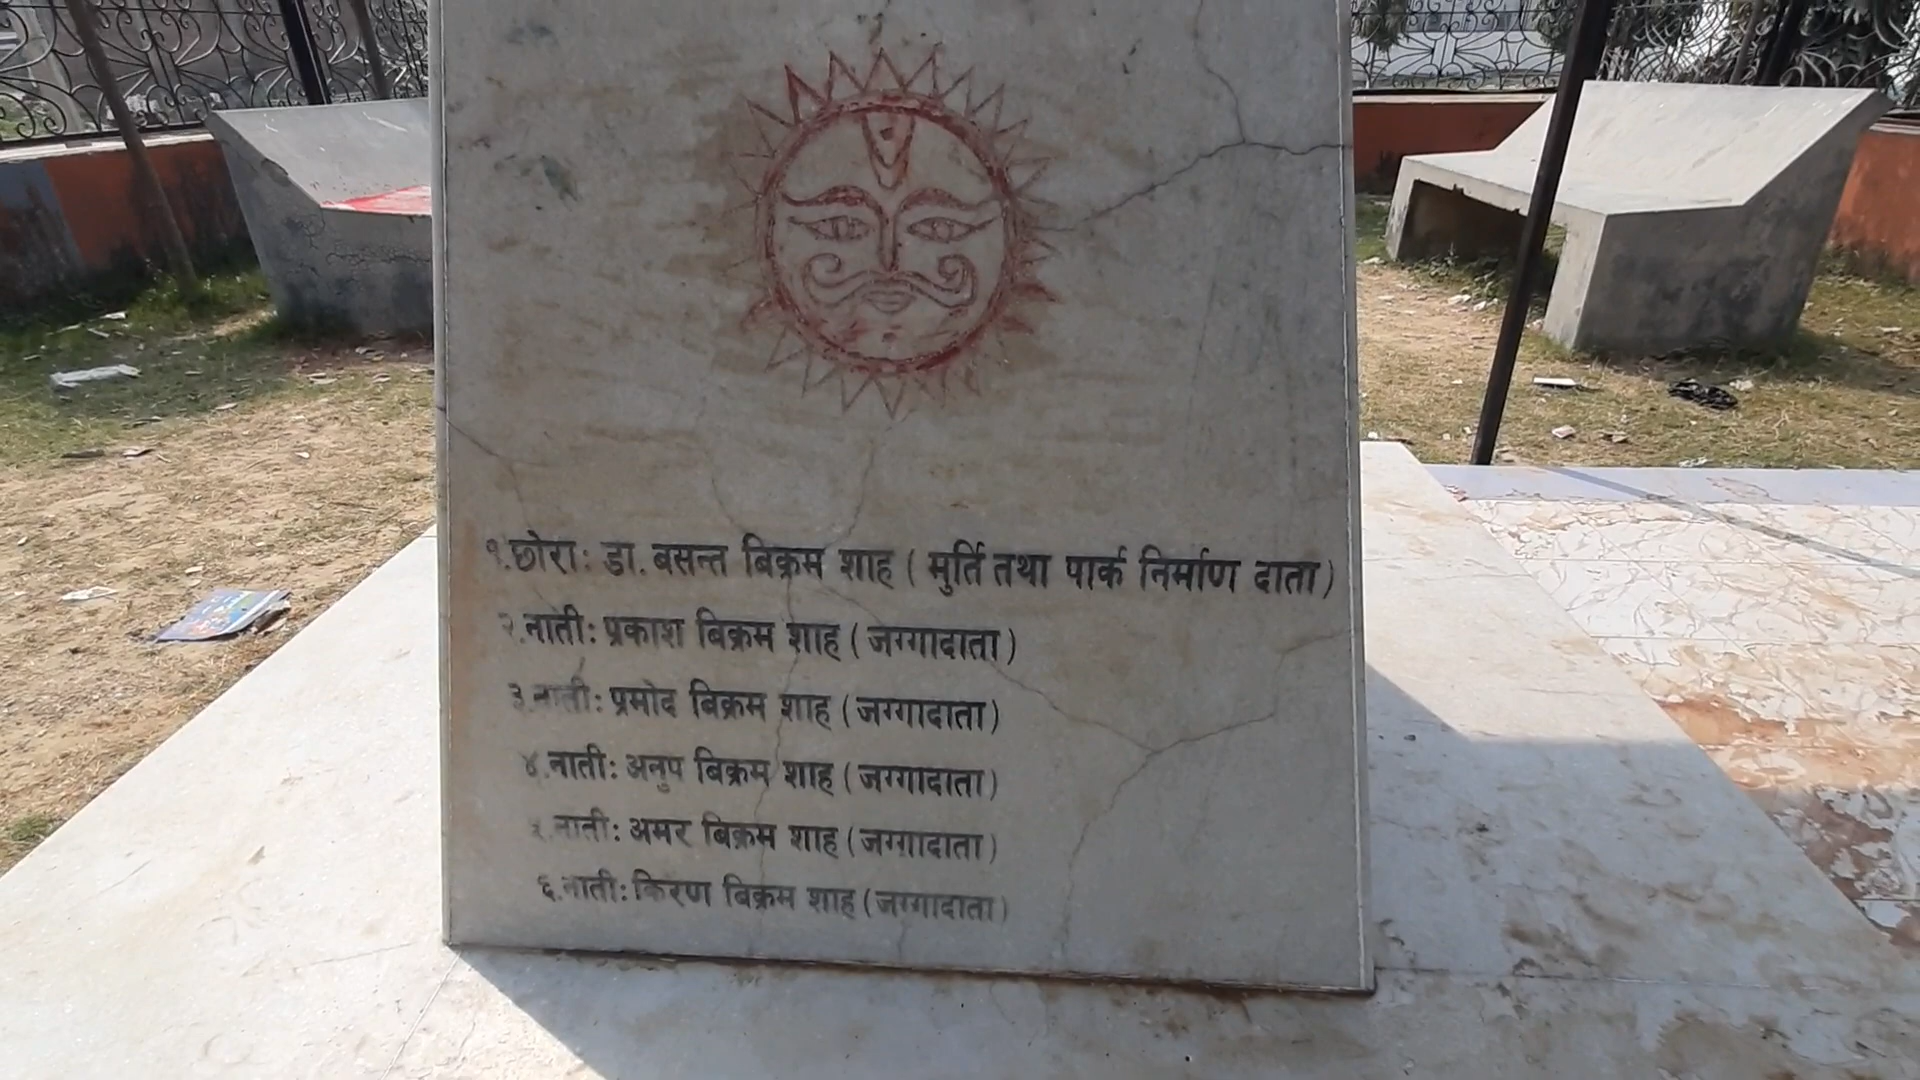 १.छोरा: डा. बसन्त बिक्रम शाह ( मुर्ति तथा पार्क निर्माण दाता)
२.नाती: प्रकाश बिक्रम शाह (जग्गादाता)
३.नाती: प्रमोद बिक्रम शाह (जग्गादाता)
४.नाती: अनुप बिक्रम शाह (जग्गादाता)
५.नाती: अमर बिक्रम शाह (जग्गादाता)
६.नाती: किरण बिक्रम शाह (जग्गादाता)